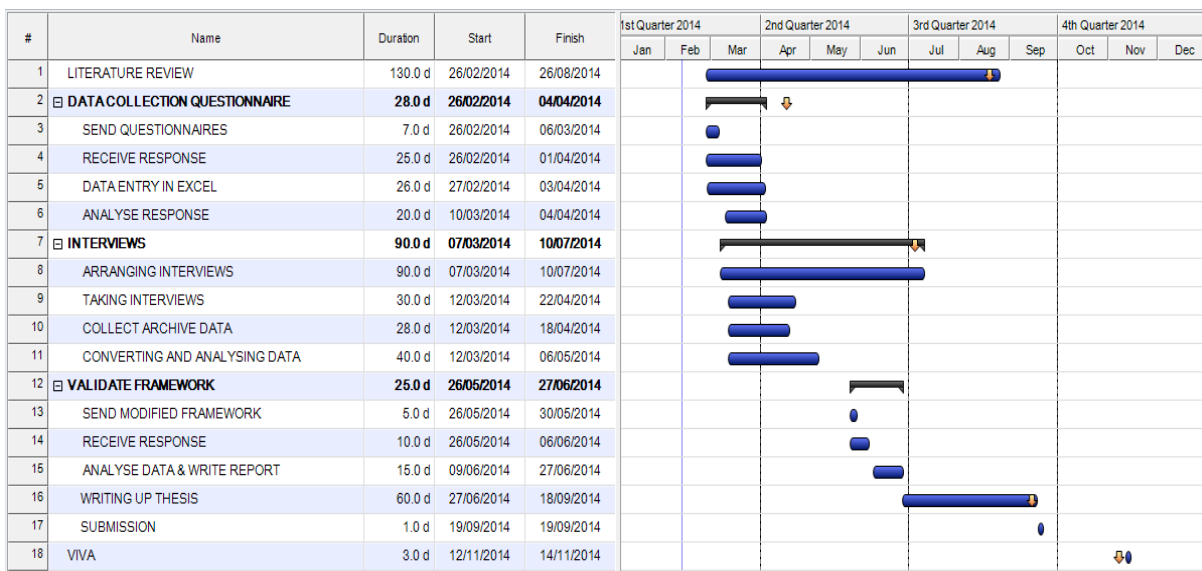 # Name Duration Start Finish 1st Quarter 2014 2nd Quarter 2014 3rd Quarter 2014 4th Quarter 2014
Jan Feb Mar Apr May Jun Jul Aug Sep Oct Nov Dec
1 LITERATURE REVIEW 130.0 d 26/02/2014 26/08/2014
2 DATA COLLECTION QUESTIONNAIRE 28.0 d 26/02/2014 04/04/2014
3 SEND QUESTIONNAIRES 7.0 d 26/02/2014 06/03/2014
4 RECEIVE RESPONSE 25.0 d 26/02/2014 01/04/2014
5 DATA ENTRY IN EXCEL 26.0 d 27/02/2014 03/04/2014
6 ANALYSE RESPONSE 20.0 d 10/03/2014 04/04/2014
7 INTERVIEWS 90.0 d 07/03/2014 10/07/2014
8 ARRANGING INTERVIEWS 90.0 d 07/03/2014 10/07/2014
9 TAKING INTERVIEWS 30.0 d 12/03/2014 22/04/2014
10 COLLECT ARCHIVE DATA 28.0 d 12/03/2014 18/04/2014
11 CONVERTING AND ANALYSING DATA 40.0 d 12/03/2014 06/05/2014
12 VALIDATE FRAMEWORK 25.0 d 26/05/2014 27/06/2014
13 SEND MODIFIED FRAMEWORK 5.0 d 26/05/2014 30/05/2014
14 RECEIVE RESPONSE 10.0 d 26/05/2014 06/06/2014
15 ANALYSE DATA & WRITE REPORT 15.0 d 09/06/2014 27/06/2014
16 WRITING UP THESIS 60.0 d 27/06/2014 18/09/2014
17 SUBMISSION 1.0 d 19/09/2014 19/09/2014
18 VIVA 3.0 d 12/11/2014 14/11/2014